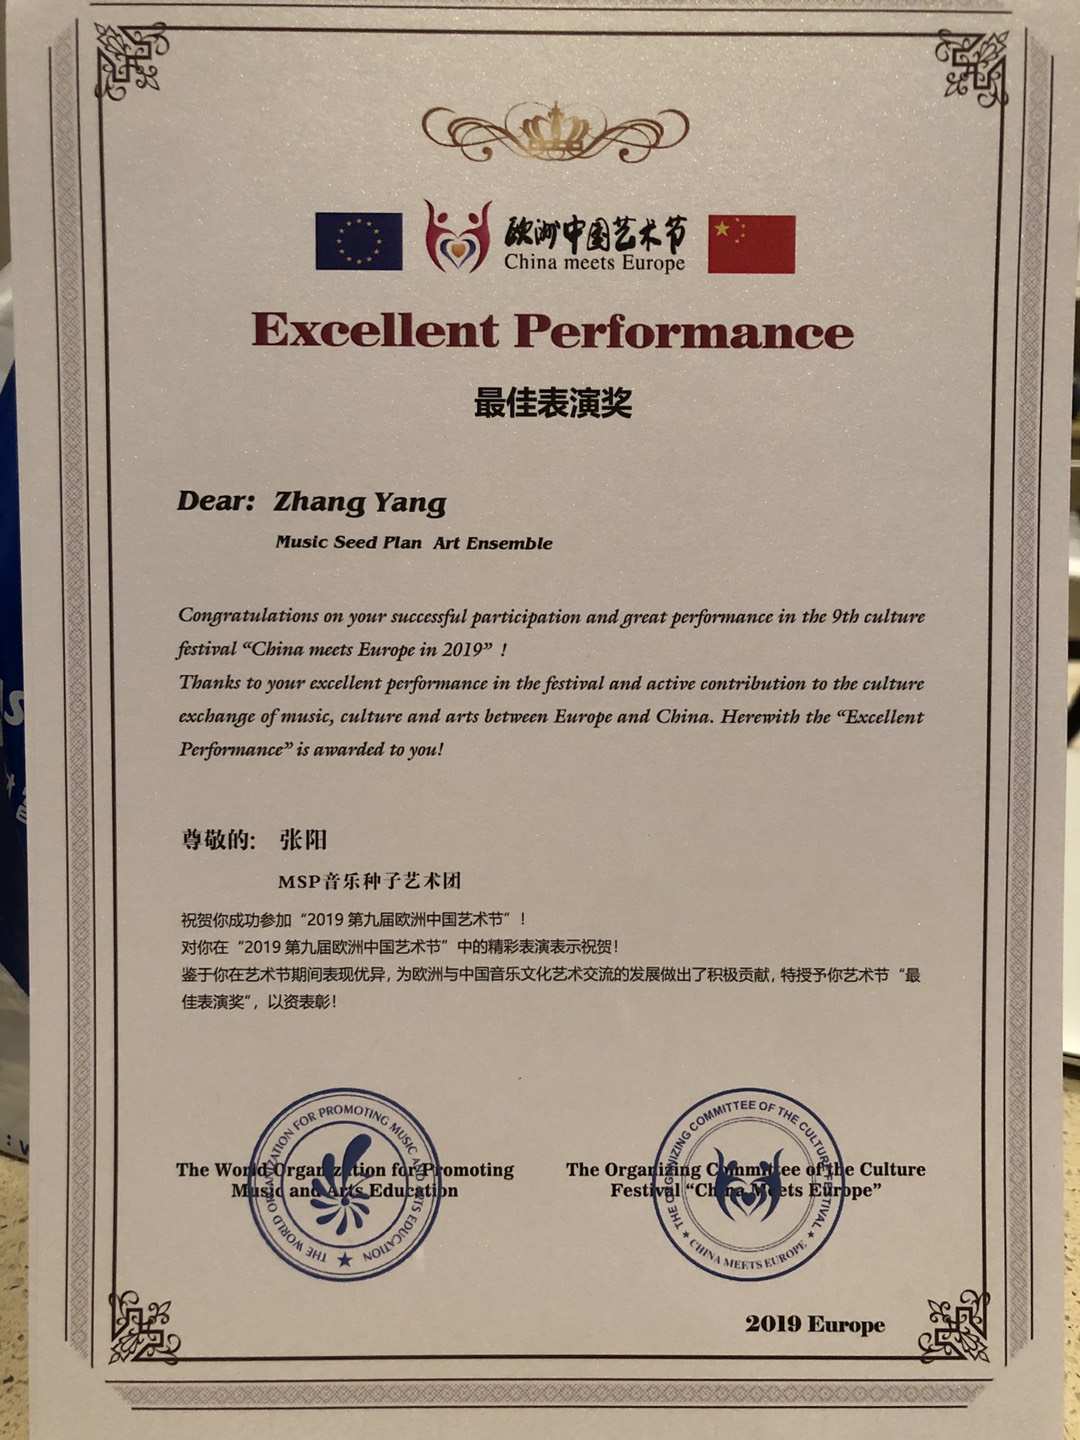 欧洲中国艺术节
China meets Europe
Excellent Performance
最佳表演奖
Dear: Zhang Yang
Music Seed Plan Art Ensemble
Congratulations on your successful participation and great performance in the 9th culture
festival “China meets Europe in 2019” !
Thanks to your excellent performance in the festival and active contribution to the culture
exchange of music, culture and arts between Europe and China. Herewith the “Excellent
Performance” is awarded to you!
尊敬的: 张阳
MSP音乐种子艺术团
祝贺你成功参加“2019 第九届欧洲中国艺术节”！
对你在“2019 第九届欧洲中国艺术节”中的精彩表演表示祝贺!
鉴于你在艺术节期间表现优异, 为欧洲与中国音乐文化艺术交流的发展做出了积极贡献, 特授予你艺术节“最
佳表演奖”, 以资表彰!
THE WORLD ORGANIZATION FOR PROMOTING MUSIC AND ARTS EDUCATION
The World Organization for Promoting
Music and Arts Education
THE ORGANIZING COMMITTEE OF THE CULTURE FESTIVAL
CHINA MEETS EUROPE
The Organizing Committee of the Culture
Festival “China Meets Europe”
2019 Europe